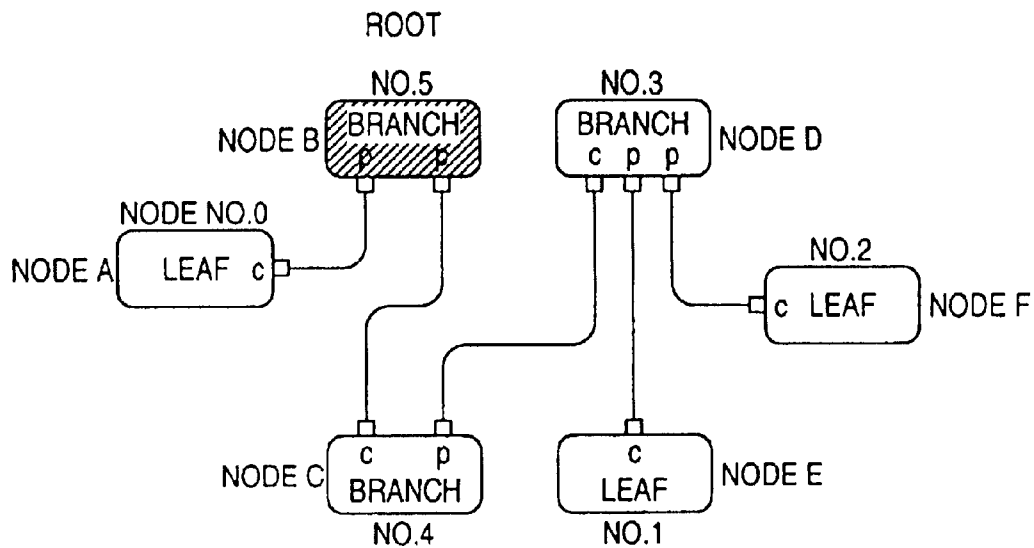 ROOT
NO.5
NO.3
NODE B
BRANCH
p p
BRANCH
c p p
NODE D
NODE NO.0
NODE A
LEAF c
NO.2
c LEAF
NODE F
NODE C
c p
BRANCH
NO.4
c
LEAF
NODE E
NO.1